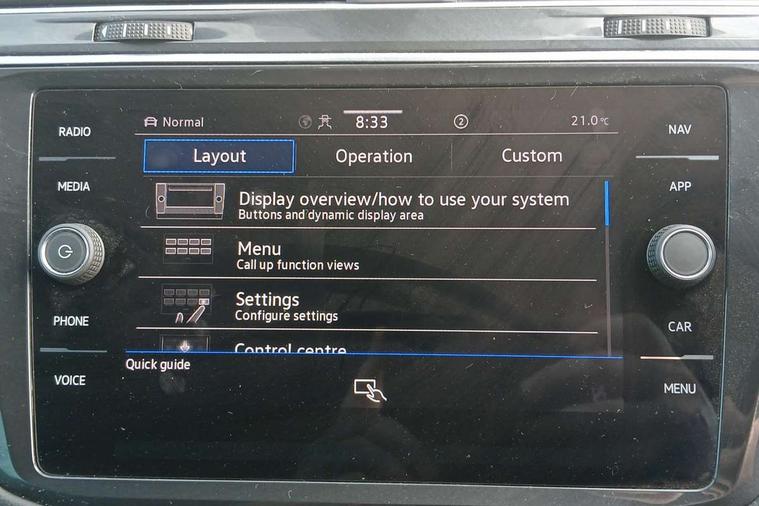 Normal 8:33 2 21.0°C
RADIO
NAV
Layout Operation Custom
MEDIA
APP
Display overview/how to use your system
Buttons and dynamic display area
Menu
Call up function views
Settings
Configure settings
PHONE
CAR
Control centre
Quick guide
VOICE
MENU